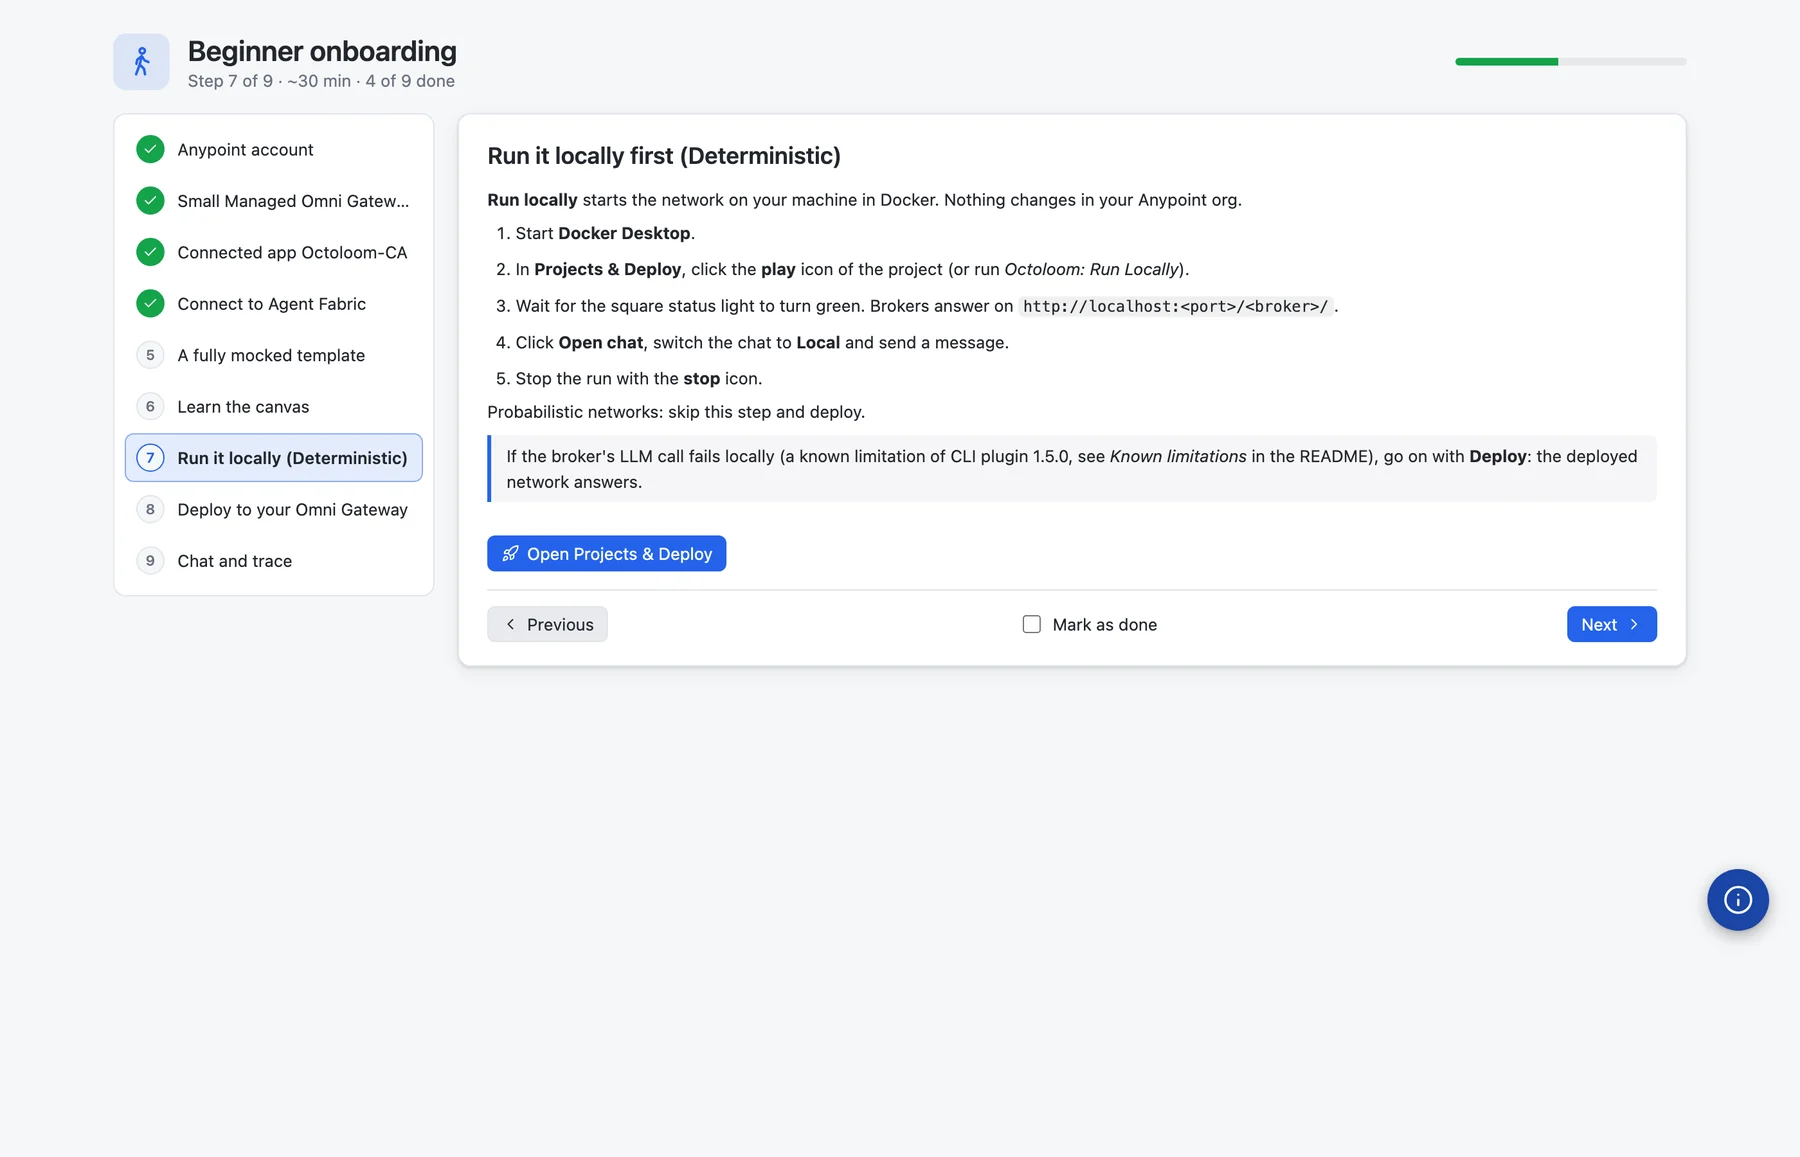 Beginner onboarding
Step 7 of 9 · ~30 min · 4 of 9 done
Anypoint account
Small Managed Omni Gatew...
Connected app Octoloom-CA
Connect to Agent Fabric
5 A fully mocked template
6 Learn the canvas
7 Run it locally (Deterministic)
8 Deploy to your Omni Gateway
9 Chat and trace
Run it locally first (Deterministic)
Run locally starts the network on your machine in Docker. Nothing changes in your Anypoint org.
1. Start Docker Desktop.
2. In Projects & Deploy, click the play icon of the project (or run Octoloom: Run Locally).
3. Wait for the square status light to turn green. Brokers answer on http://localhost:<port>/<broker>/.
4. Click Open chat, switch the chat to Local and send a message.
5. Stop the run with the stop icon.
Probabilistic networks: skip this step and deploy.
If the broker's LLM call fails locally (a known limitation of CLI plugin 1.5.0, see Known limitations in the README), go on with Deploy: the deployed
network answers.
Open Projects & Deploy
Previous
Mark as done
Next